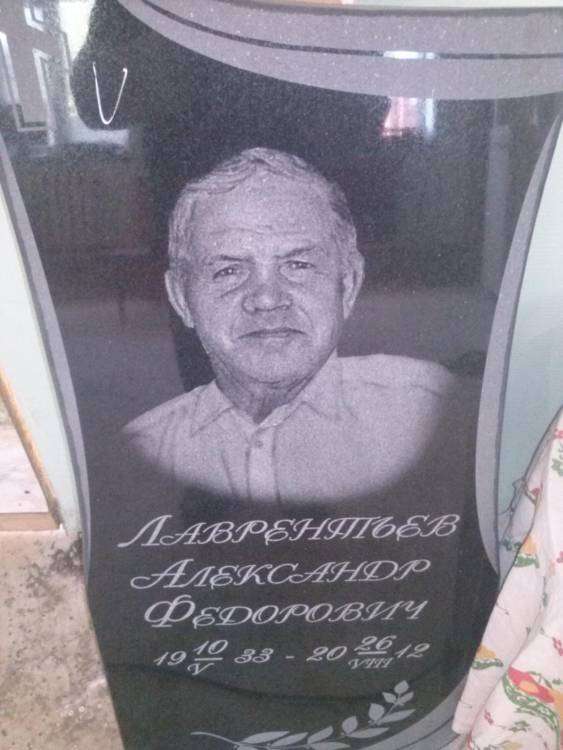 Лаврентьев
Александр
Федорович
19 10/V 33 - 20 26/VIII 12